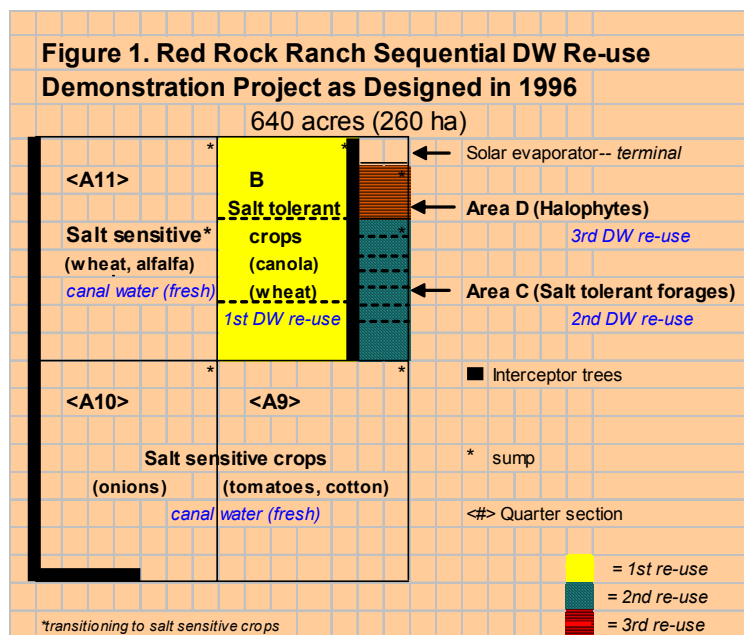 Figure 1. Red Rock Ranch Sequential DW Re-use
Demonstration Project as Designed in 1996
640 acres (260 ha)
* * *
Solar evaporator-- terminal
<A11>
B
*
Salt tolerant
Area D (Halophytes)
Salt sensitive*
crops
*
3rd DW re-use
(wheat, alfalfa)
(canola)
canal water (fresh)
(wheat)
Area C (Salt tolerant forages)
1st DW re-use
2nd DW re-use
* *
Interceptor trees
<A10>
<A9>
Salt sensitive crops
* sump
(onions)
(tomatoes, cotton)
canal water (fresh)
<#> Quarter section
= 1st re-use
= 2nd re-use
*transitioning to salt sensitive crops
= 3rd re-use